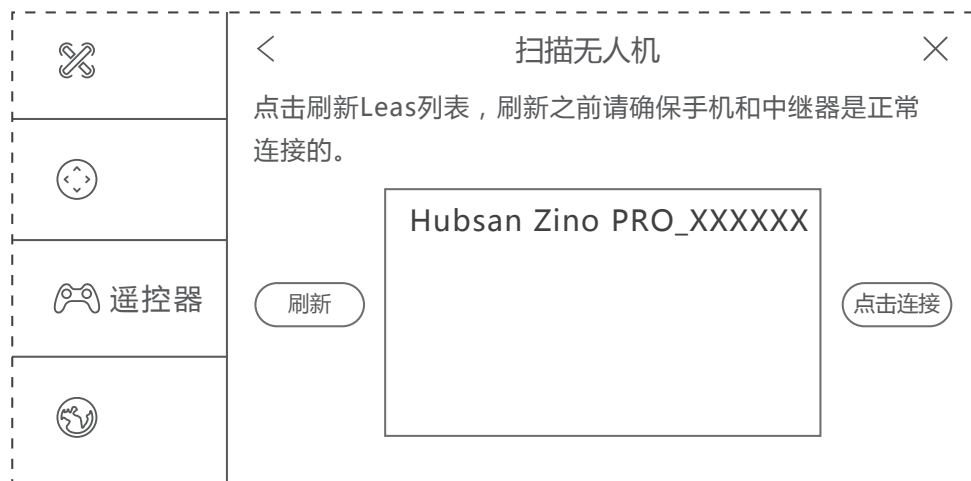 扫描无人机
点击刷新Leas列表，刷新之前请确保手机和中继器是正常
连接的。
Hubsan Zino PRO_XXXXXX
遥控器
刷新
点击连接